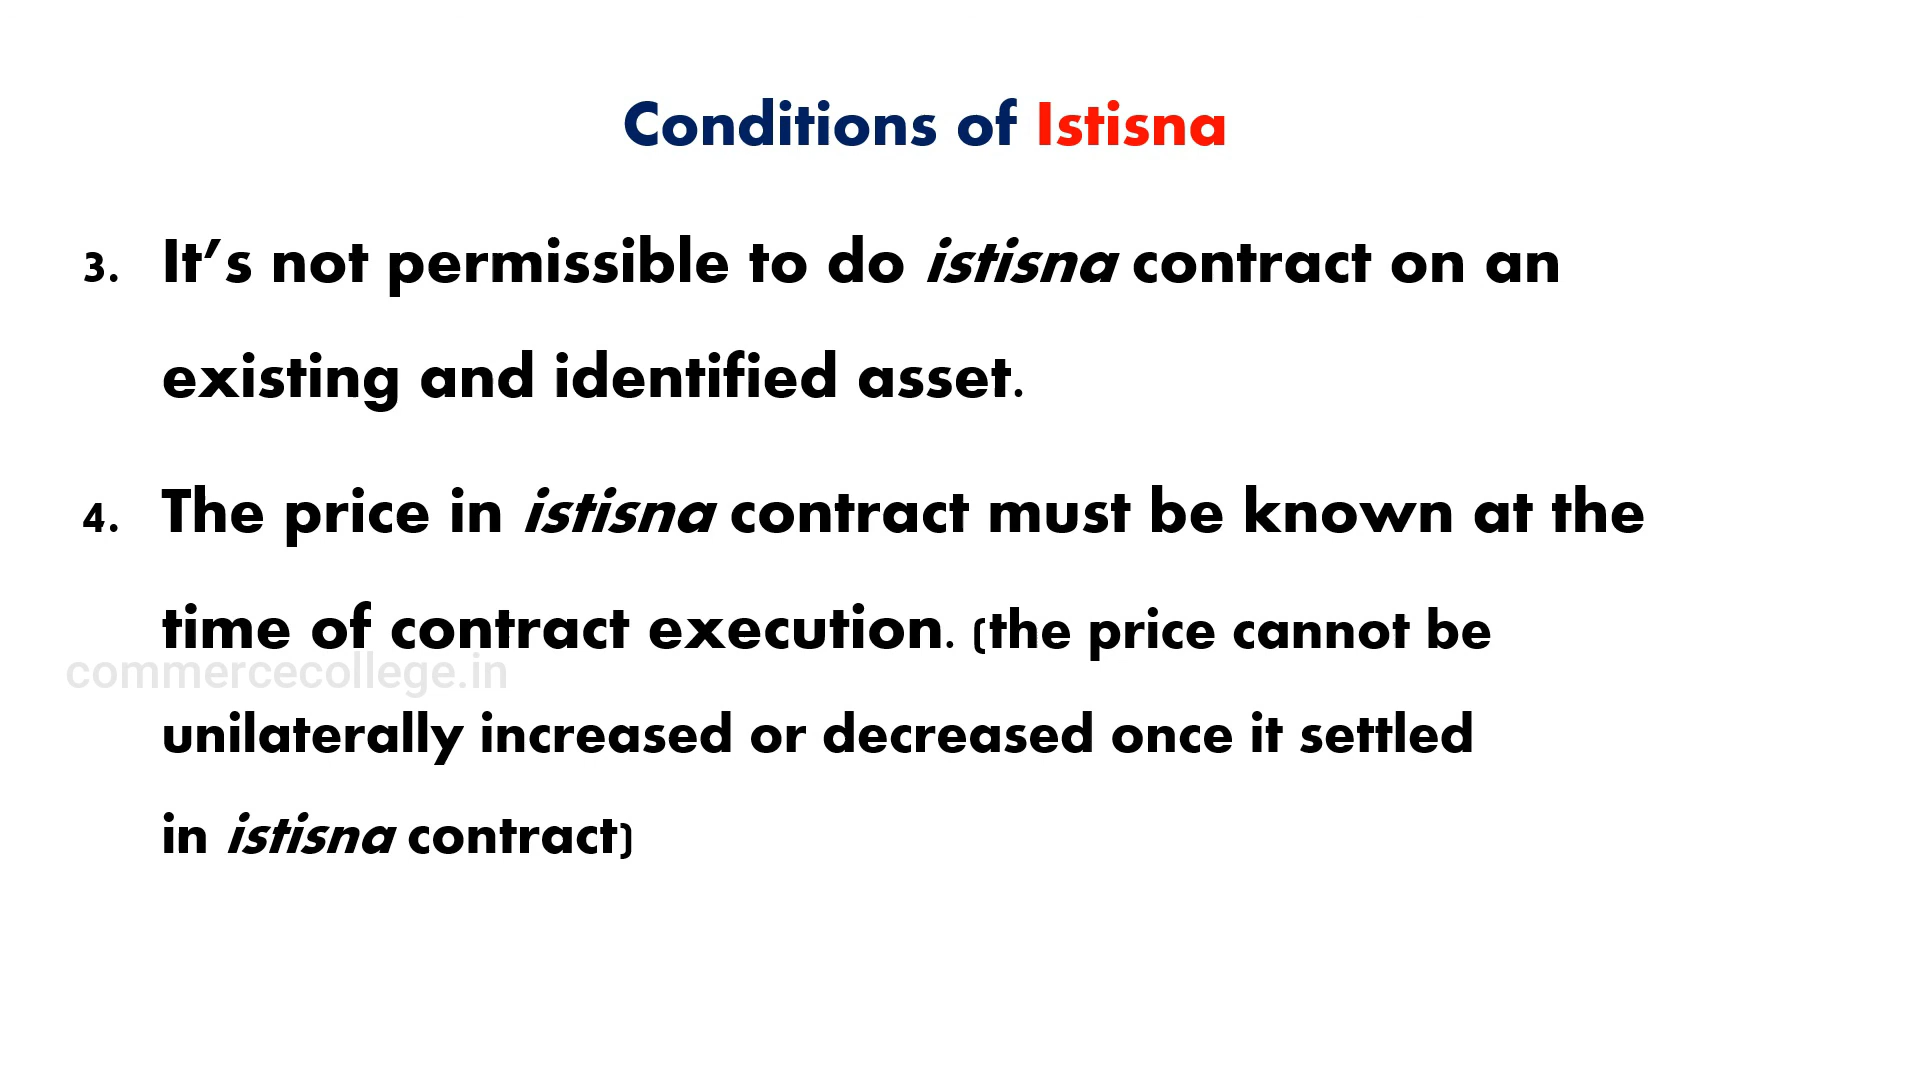 Conditions of Istisna
3. It’s not permissible to do istisna contract on an
existing and identified asset.
4. The price in istisna contract must be known at the
time of contract execution. (the price cannot be
commercecollege.in
unilaterally increased or decreased once it settled
in istisna contract)